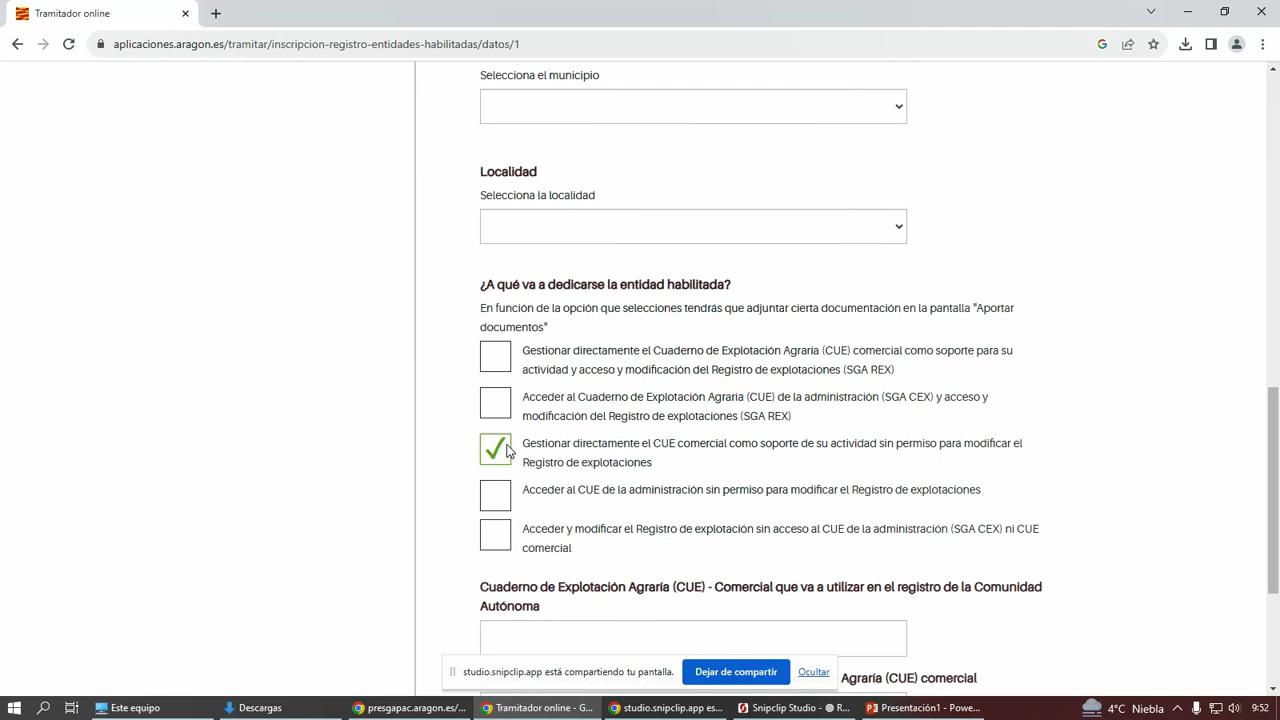 Tramitador online
aplicaciones.aragon.es/tramitar/inscripcion-registro-entidades-habilitadas/datos/1
Selecciona el municipio
Localidad
Selecciona la localidad
¿A qué va a dedicarse la entidad habilitada?
En función de la opción que selecciones tendrás que adjuntar cierta documentación en la pantalla "Aportar
documentos"
Gestionar directamente el Cuaderno de Explotación Agraría (CUE) comercial como soporte para su
actividad y acceso y modificación del Registro de explotaciones (SGA REX)
Acceder al Cuaderno de Explotación Agraría (CUE) de la administración (SGA CEX) y acceso y
modificación del Registro de explotaciones (SGA REX)
Gestionar directamente el CUE comercial como soporte de su actividad sin permiso para modificar el
Registro de explotaciones
Acceder al CUE de la administración sin permiso para modificar el Registro de explotaciones
Acceder y modificar el Registro de explotación sin acceso al CUE de la administración (SGA CEX) ni CUE
comercial
Cuaderno de Explotación Agraría (CUE) - Comercial que va a utilizar en el registro de la Comunidad
Autónoma
studio.snipclip.app está compartiendo tu pantalla. Dejar de compartir Ocultar
Agraría (CUE) comercial
Este equipo Descargas presgapac.aragon.es/... Tramitador online - G... studio.snipclip.app es... Snipclip Studio - R... Presentación1 - Powe... 4°C Niebla 9:52